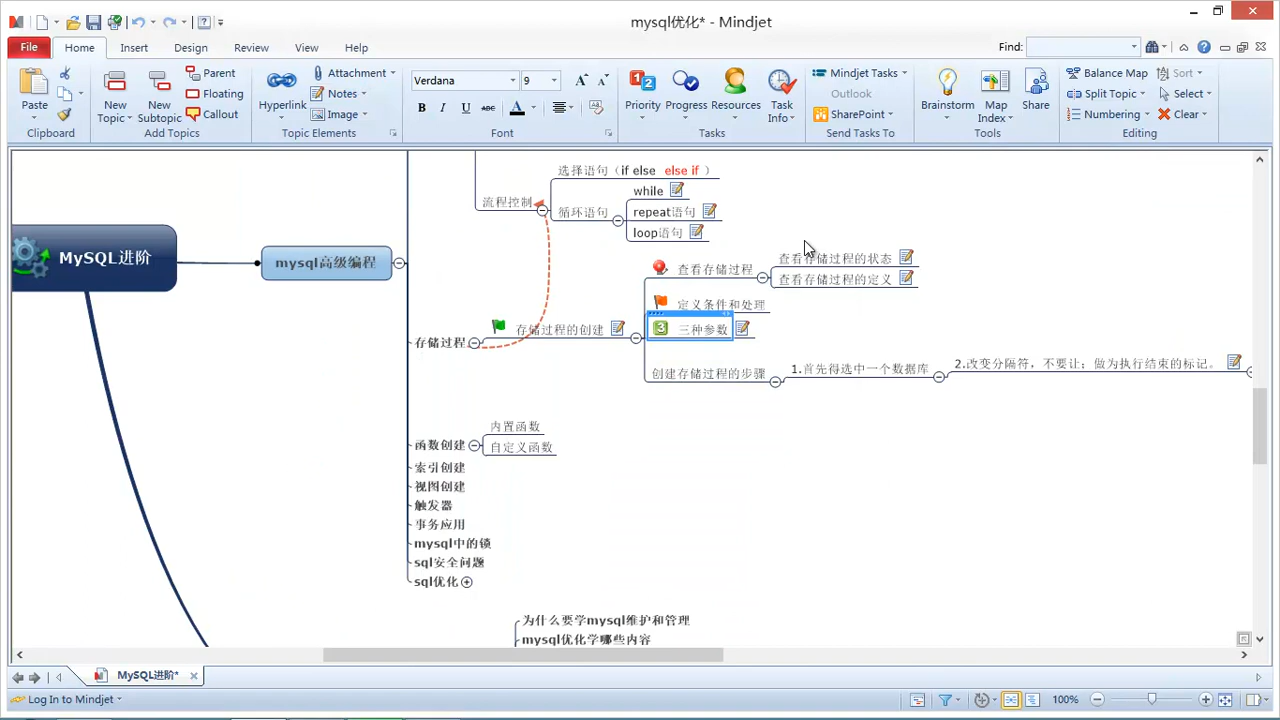 mysql优化* - Mindjet
File Home Insert Design Review View Help Find:
Paste
Clipboard
New Topic
New Subtopic
Parent
Floating
Callout
Add Topics
Hyperlink
Attachment
Notes
Image
Topic Elements
Verdana 9
B I U abc A
Font
Priority
Progress
Resources
Task Info
Tasks
Mindjet Tasks
Outlook
SharePoint
Send Tasks To
Brainstorm
Map Index
Share
Tools
Balance Map
Split Topic
Numbering
Sort
Select
Clear
Editing
选择语句（if else else if ）
while
流程控制
循环语句
repeat语句
loop语句
MySQL进阶
mysql高级编程
查看存储过程
查看存储过程的状态
查看存储过程的定义
定义条件和处理
存储过程的创建
3 三种参数
存储过程
创建存储过程的步骤
1.首先得选中一个数据库
2.改变分隔符，不要让；做为执行结束的标记。
内置函数
函数创建
自定义函数
索引创建
视图创建
触发器
事务应用
mysql中的锁
sql安全问题
sql优化
为什么要学mysql维护和管理
mysql优化学哪些内容
MySQL进阶*
Log In to Mindjet
100%